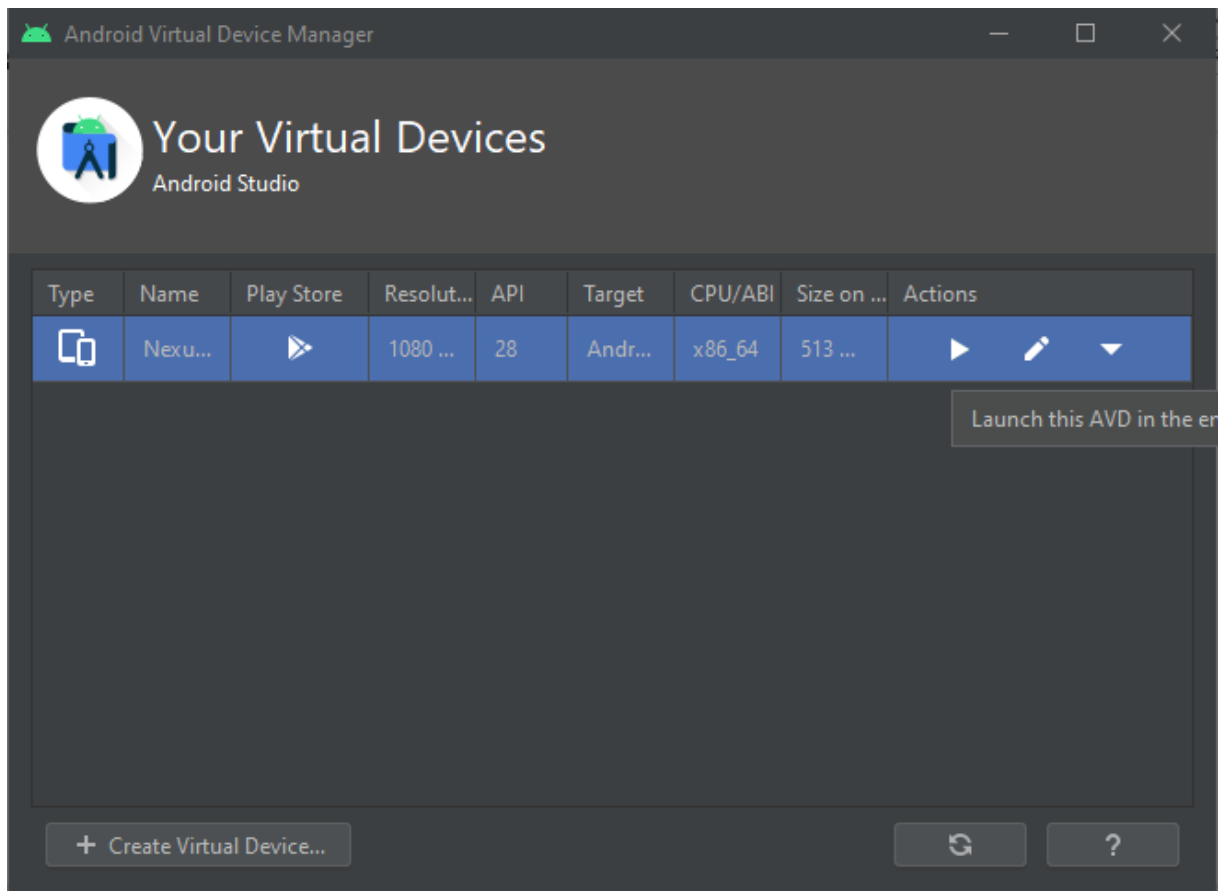 Android Virtual Device Manager
Your Virtual Devices
Android Studio
Type Name Play Store Resolut... API Target CPU/ABI Size on ... Actions
Nexu... 1080 ... 28 Andr... x86_64 513 ...
Launch this AVD in the
+ Create Virtual Device... ?